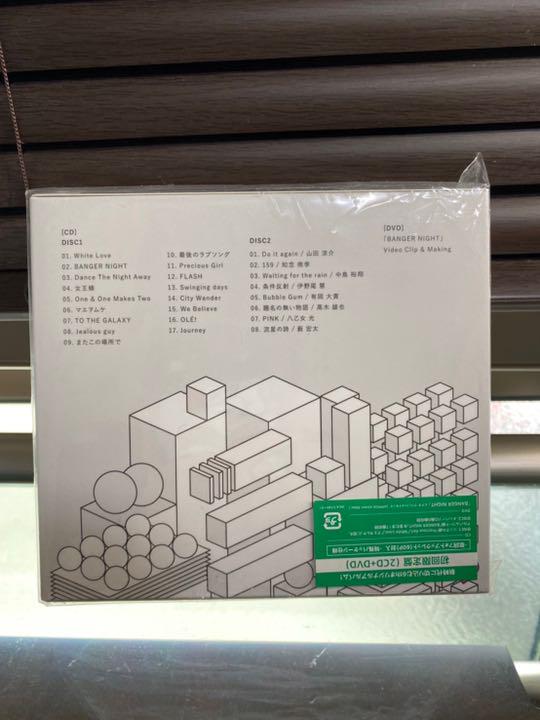 [CD]
DISC1
01. White Love
02. BANGER NIGHT
03. Dance The Night Away
04. 女王蜂
05. One & One Makes Two
06. マエヲムケ
07. TO THE GALAXY
08. Jealous guy
09. またこの場所で
10. 最後のラブソング
11. Precious Girl
12. FLASH
13. Swinging days
14. City Wander
15. We Believe
16. OLÉ!
17. Journey
DISC2
01. Do it again / 山田 涼介
02. 159 / 知念 侑李
03. Waiting for the rain / 中島 裕翔
04. 条件反射 / 伊野尾 慧
05. Bubble Gum / 有岡 大貴
06. 題名の無い物語 / 髙木 雄也
07. PINK / 八乙女 光
08. 流星の詩 / 薮 宏太
[DVD]
「BANGER NIGHT」
Video Clip & Making
初回限定盤 (2CD+DVD)